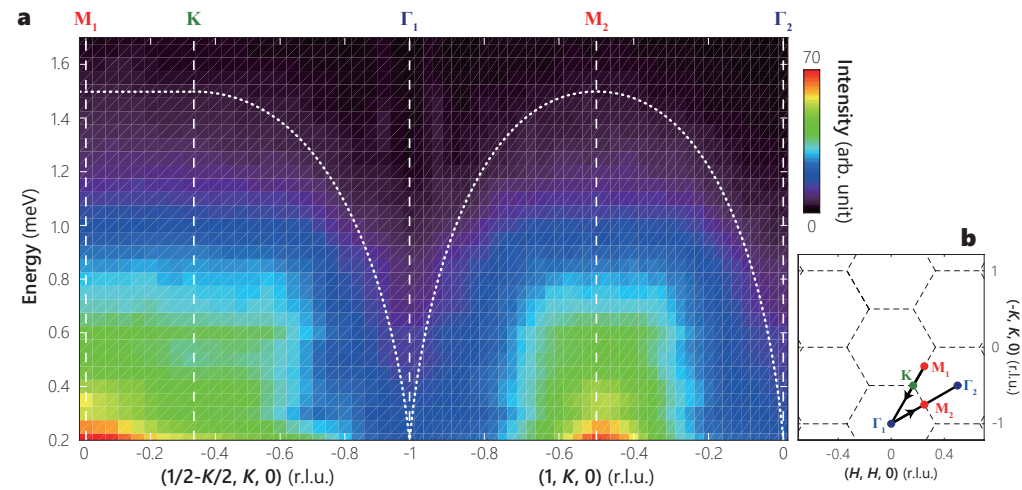 a
M1 K Γ1 M2 Γ2
1.6
1.4
1.2
1.0
0.8
0.6
0.4
0.2
Energy (meV)
0 -0.2 -0.4 -0.6 -0.8 -1 -0.8 -0.6 -0.4 -0.2 0
(1/2-K/2, K, 0) (r.l.u.)
(1, K, 0) (r.l.u.)
70
0
Intensity (arb. unit)
b
1
0
-1
(-K, K, 0) (r.l.u.)
K M1
Γ2
M2
Γ1
-0.4 0 0.4
(H, H, 0) (r.l.u.)